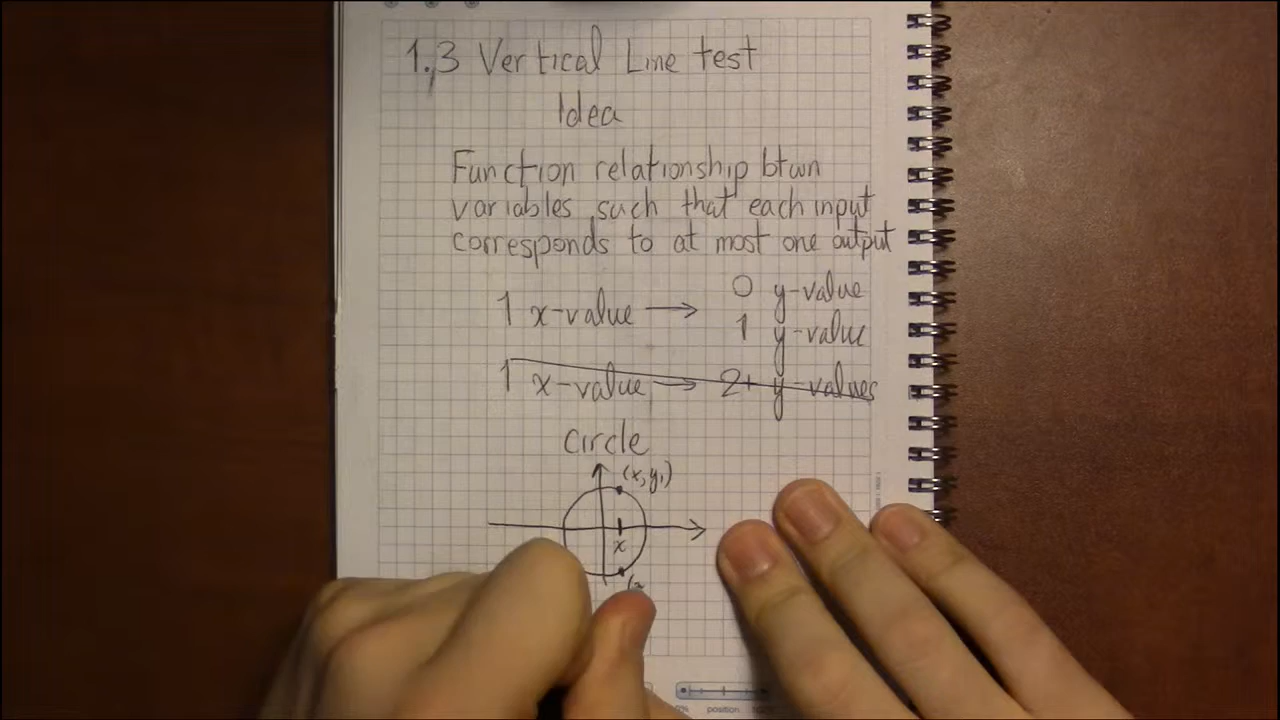 1.3 Vertical Line test
Idea
Function relationship btwn
variables such that each input
corresponds to at most one output
1 x-value → 0 y-value
1 y-value
1 x-value → 2+ y-values
circle
(x,y₁)
x
position